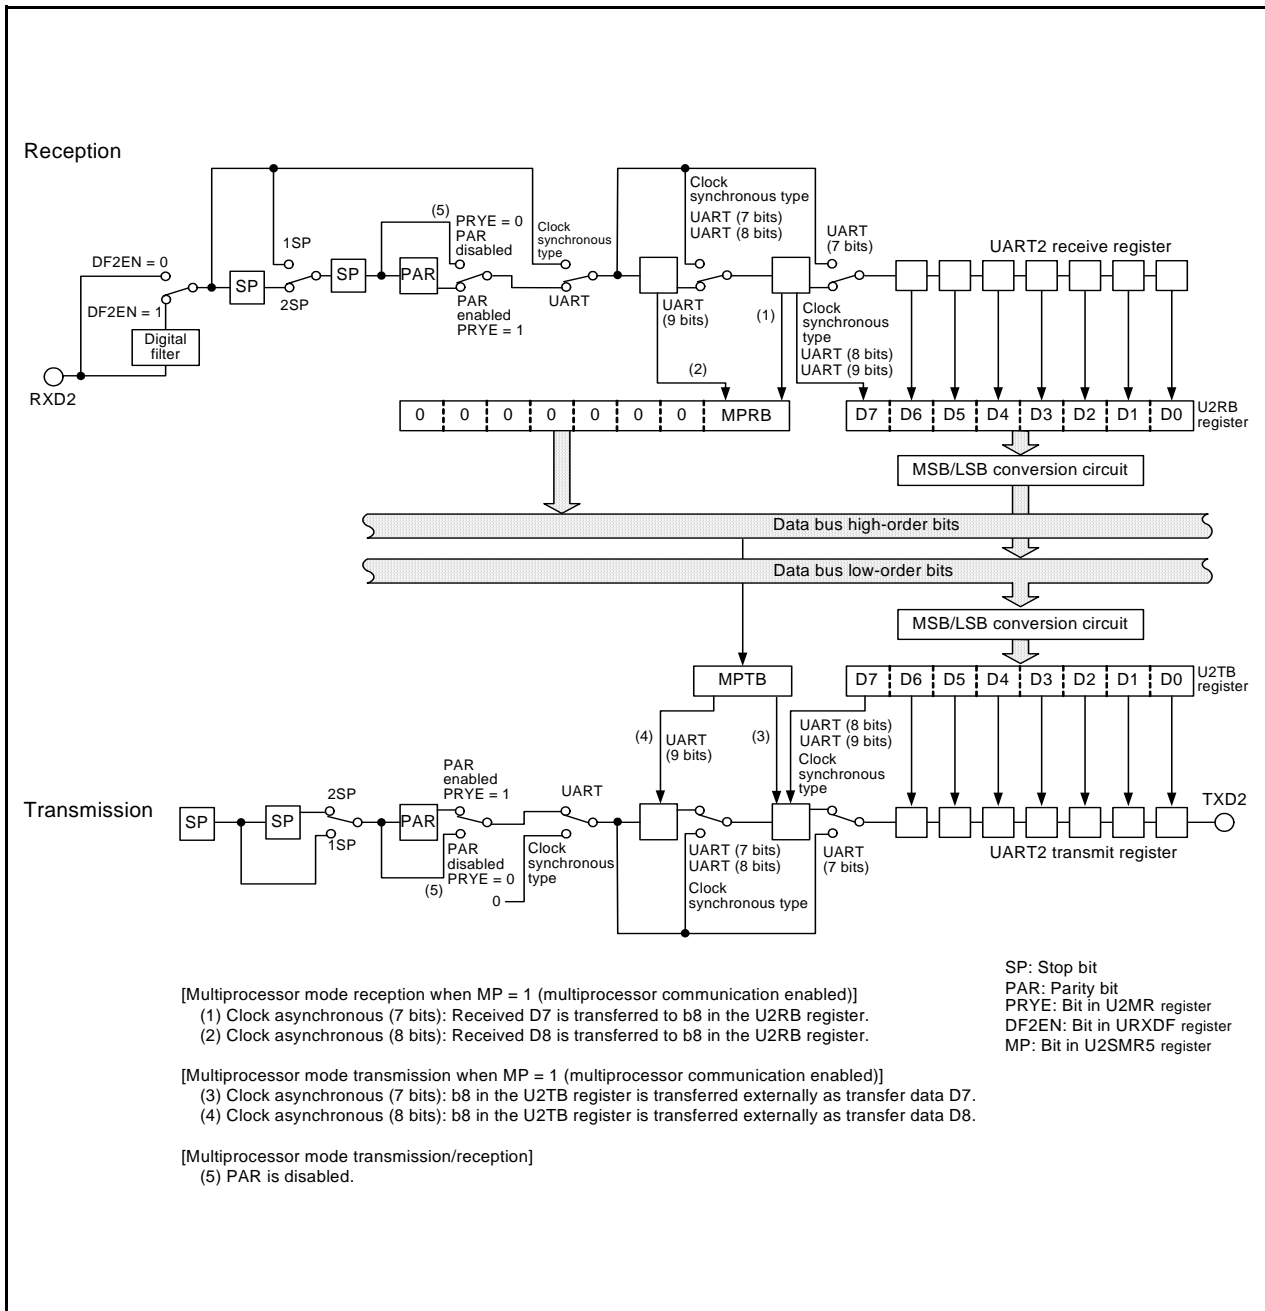 Reception
(5)
PRYE = 0
PAR
disabled
Clock
synchronous
type
Clock
synchronous type
UART (7 bits)
UART (8 bits)
UART
(7 bits)
UART2 receive register
1SP
DF2EN = 0
SP
SP
PAR
2SP
UART
DF2EN = 1
PAR
enabled
PRYE = 1
UART
(9 bits)
(1)
Clock
synchronous
type
UART (8 bits)
UART (9 bits)
Digital
filter
(2)
RXD2
0 0 0 0 0 0 0 MPRB
D7 D6 D5 D4 D3 D2 D1 D0
U2RB
register
MSB/LSB conversion circuit
Data bus high-order bits
Data bus low-order bits
MSB/LSB conversion circuit
MPTB
D7 D6 D5 D4 D3 D2 D1 D0
U2TB
register
(4)
UART
(9 bits)
(3)
UART (8 bits)
UART (9 bits)
Clock
synchronous
type
PAR
enabled
PRYE = 1
2SP
UART
Transmission
SP
SP
PAR
TXD2
1SP
PAR
disabled
PRYE = 0
(5)
Clock
synchronous
type
0
UART (7 bits)
UART (8 bits)
Clock
synchronous type
UART
(7 bits)
UART2 transmit register
SP: Stop bit
PAR: Parity bit
PRYE: Bit in U2MR register
DF2EN: Bit in URXDF register
MP: Bit in U2SMR5 register
[Multiprocessor mode reception when MP = 1 (multiprocessor communication enabled)]
(1) Clock asynchronous (7 bits): Received D7 is transferred to b8 in the U2RB register.
(2) Clock asynchronous (8 bits): Received D8 is transferred to b8 in the U2RB register.
[Multiprocessor mode transmission when MP = 1 (multiprocessor communication enabled)]
(3) Clock asynchronous (7 bits): b8 in the U2TB register is transferred externally as transfer data D7.
(4) Clock asynchronous (8 bits): b8 in the U2TB register is transferred externally as transfer data D8.
[Multiprocessor mode transmission/reception]
(5) PAR is disabled.